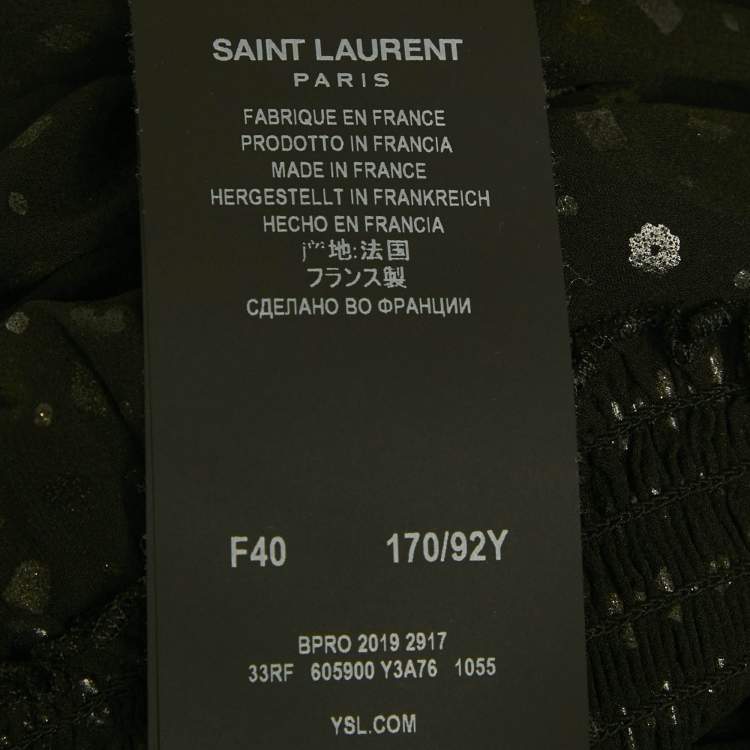 SAINT LAURENT
PARIS
FABRIQUE EN FRANCE
PRODOTTO IN FRANCIA
MADE IN FRANCE
HERGESTELLT IN FRANKREICH
HECHO EN FRANCIA
地:法国
フランス製
СДЕЛАНО ВО ФРАНЦИИ
F40 170/92Y
BPRO 2019 2917
33RF 605900 Y3A76 1055
YSL.COM